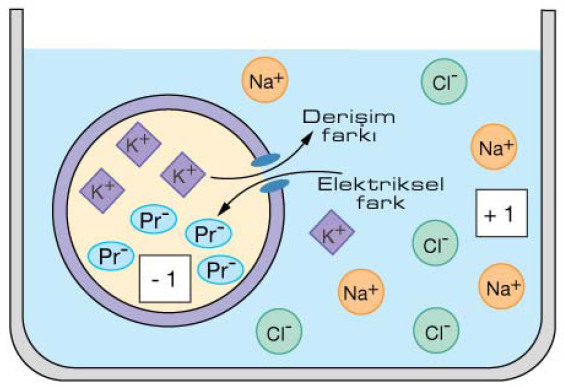 Na⁺
Cl⁻
Derişim
farkı
K⁺
Na⁺
K⁺
K⁺
Elektriksel
fark
+ 1
Pr⁻
Pr⁻
K⁺
Cl⁻
Pr⁻
Pr⁻
- 1
Na⁺
Na⁺
Cl⁻
Cl⁻